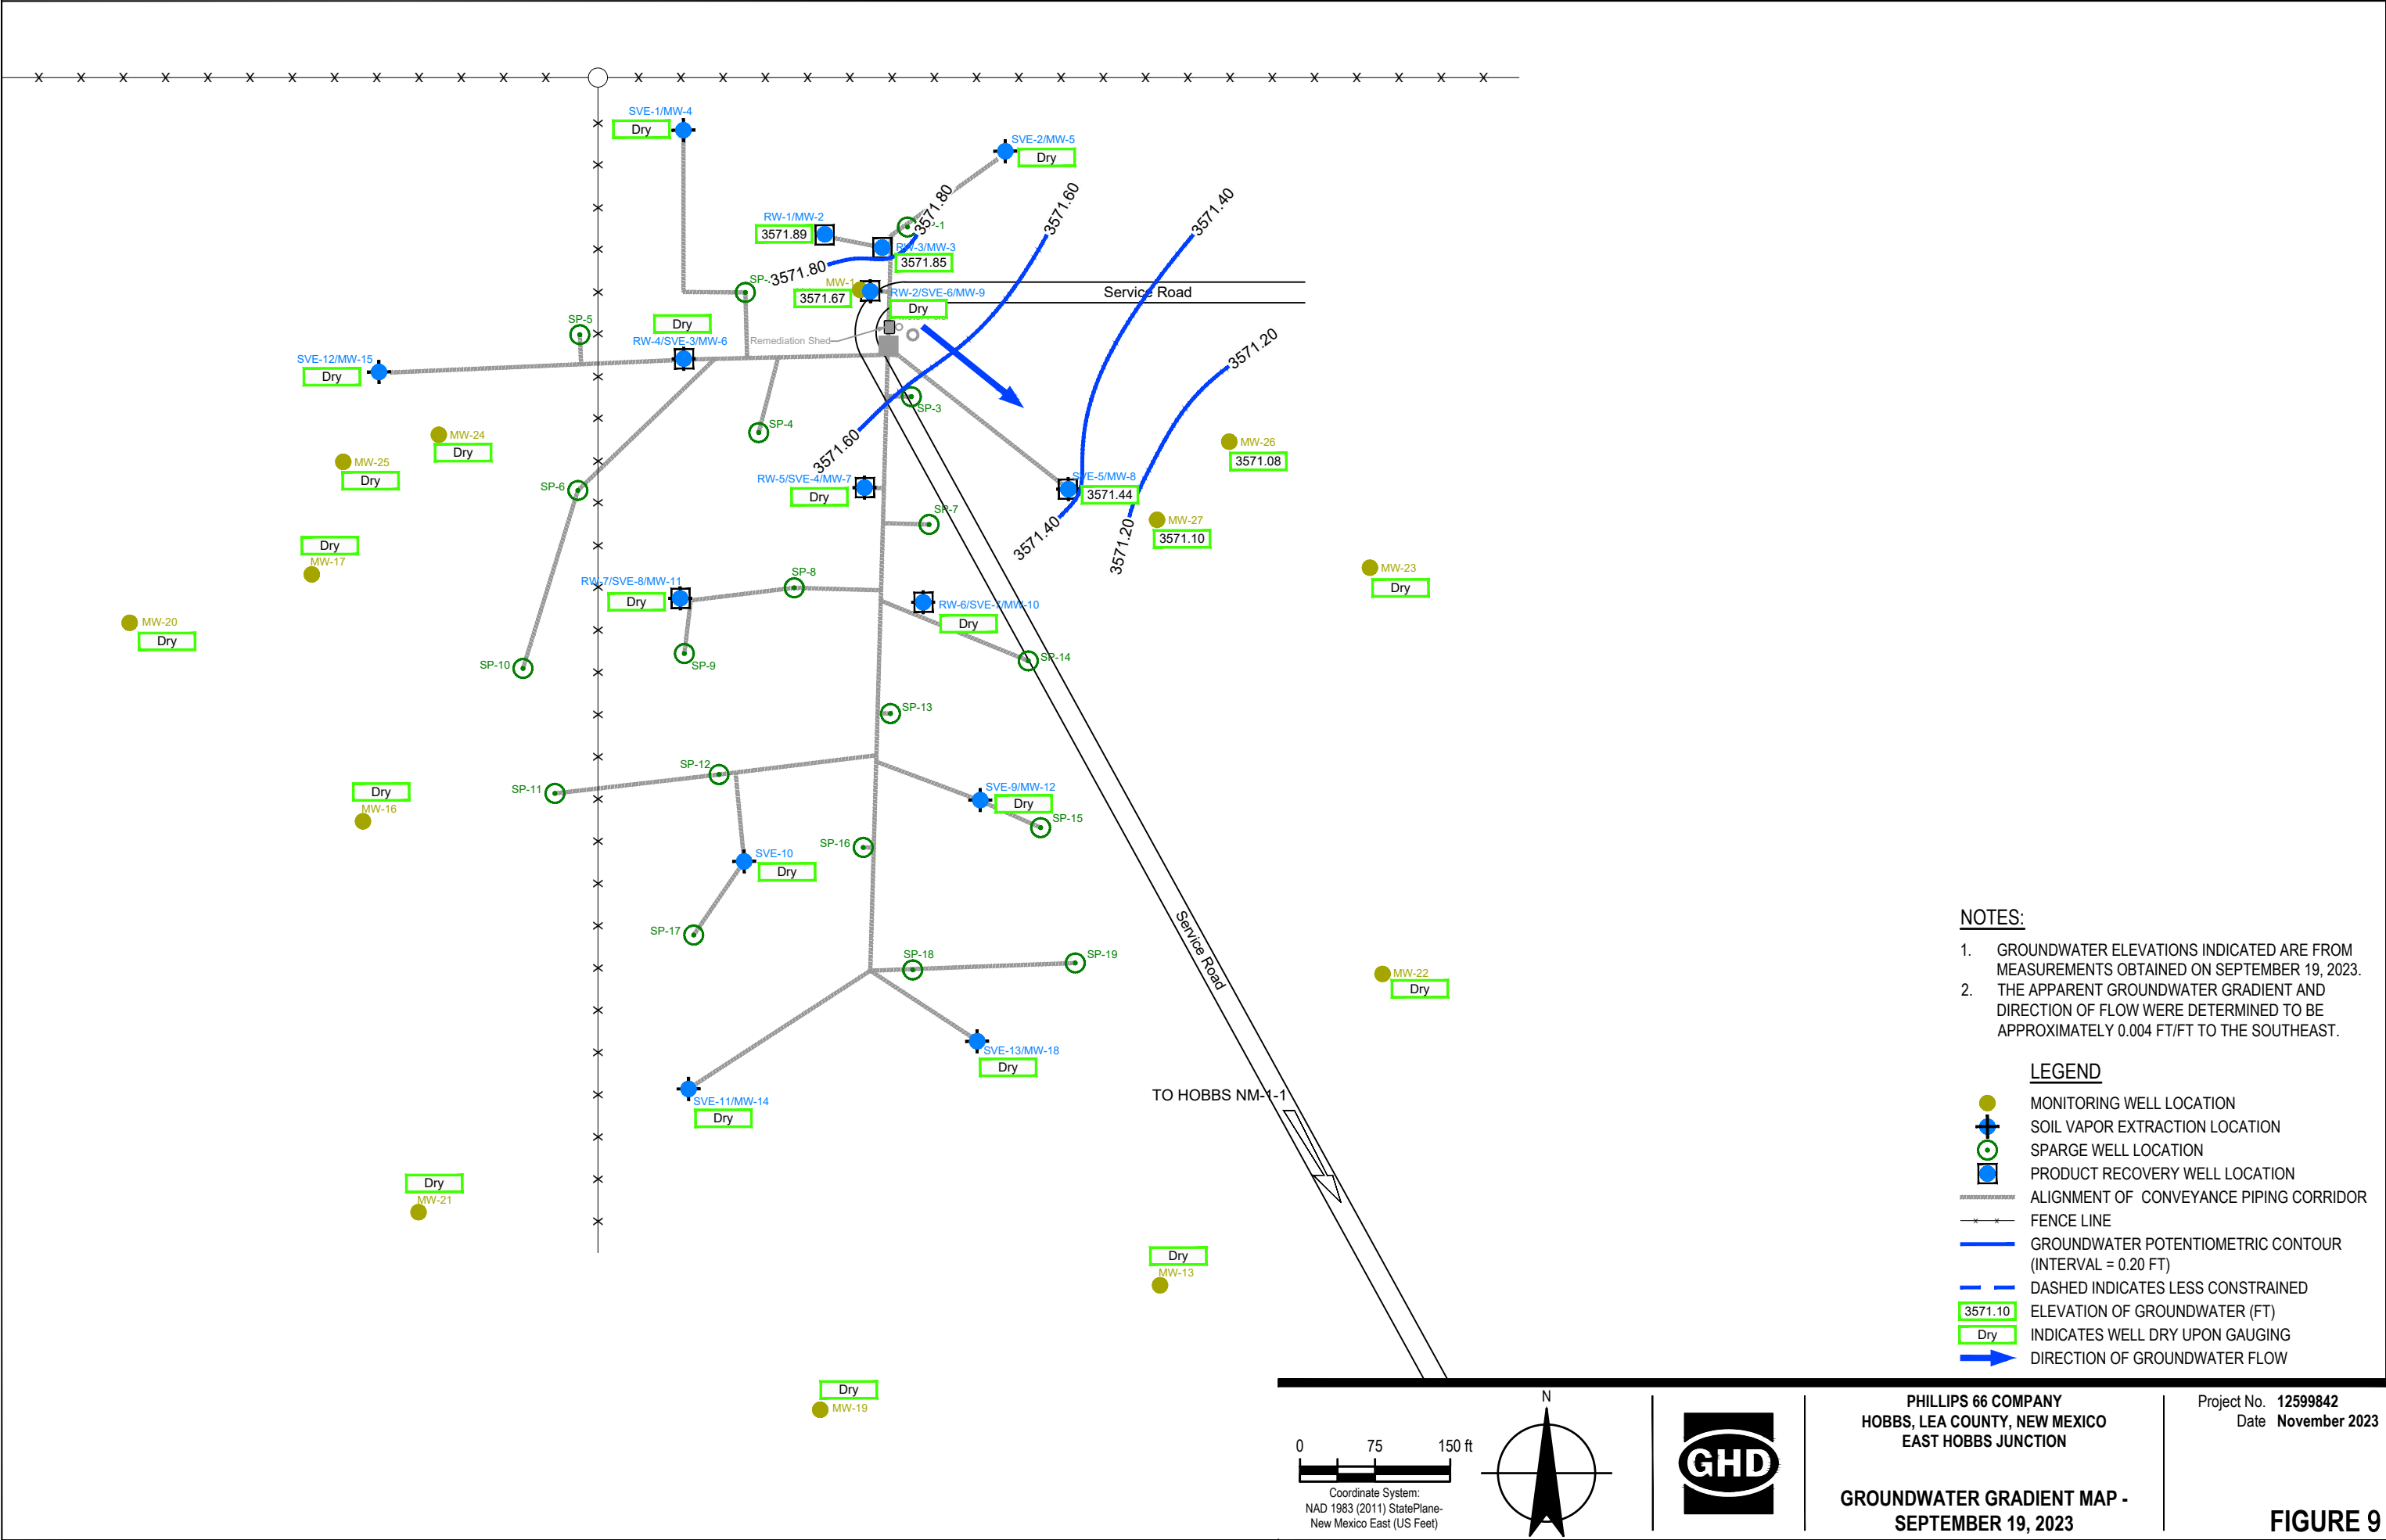 SVE-1/MW-4
Dry
SVE-2/MW-5
Dry
3571.80
3571.60
3571.40
RW-1/MW-2
3571.89
RW-3/MW-3
3571.85
3571.80
MW-1
3571.67
RW-2/SVE-6/MW-9
Dry
Service Road
SP-5
Dry
RW-4/SVE-3/MW-6
Remediation Shed
3571.20
SVE-12/MW-15
Dry
SP-3
SP-4
3571.60
MW-24
Dry
MW-25
Dry
MW-26
3571.08
SP-6
RW-5/SVE-4/MW-7
Dry
SVE-5/MW-8
3571.44
SP-7
3571.40
3571.20
MW-27
3571.10
Dry
MW-17
MW-23
Dry
SP-8
RW-7/SVE-8/MW-11
Dry
RW-6/SVE-7/MW-10
Dry
MW-20
Dry
SP-10
SP-9
SP-14
SP-13
SP-12
SP-11
Dry
MW-16
SVE-9/MW-12
Dry
SP-15
SP-16
SVE-10
Dry
SP-17
Service Road
SP-18
SP-19
MW-22
Dry
SVE-13/MW-18
Dry
SVE-11/MW-14
Dry
TO HOBBS NM-1-1
Dry
MW-21
Dry
MW-13
Dry
MW-19
NOTES:
1. GROUNDWATER ELEVATIONS INDICATED ARE FROM
MEASUREMENTS OBTAINED ON SEPTEMBER 19, 2023.
2. THE APPARENT GROUNDWATER GRADIENT AND
DIRECTION OF FLOW WERE DETERMINED TO BE
APPROXIMATELY 0.004 FT/FT TO THE SOUTHEAST.
LEGEND
MONITORING WELL LOCATION
SOIL VAPOR EXTRACTION LOCATION
SPARGE WELL LOCATION
PRODUCT RECOVERY WELL LOCATION
ALIGNMENT OF CONVEYANCE PIPING CORRIDOR
FENCE LINE
GROUNDWATER POTENTIOMETRIC CONTOUR
(INTERVAL = 0.20 FT)
DASHED INDICATES LESS CONSTRAINED
3571.10 ELEVATION OF GROUNDWATER (FT)
Dry INDICATES WELL DRY UPON GAUGING
DIRECTION OF GROUNDWATER FLOW
0 75 150 ft
Coordinate System:
NAD 1983 (2011) StatePlane-
New Mexico East (US Feet)
N
GHD
PHILLIPS 66 COMPANY
HOBBS, LEA COUNTY, NEW MEXICO
EAST HOBBS JUNCTION
GROUNDWATER GRADIENT MAP -
SEPTEMBER 19, 2023
Project No. 12599842
Date November 2023
FIGURE 9